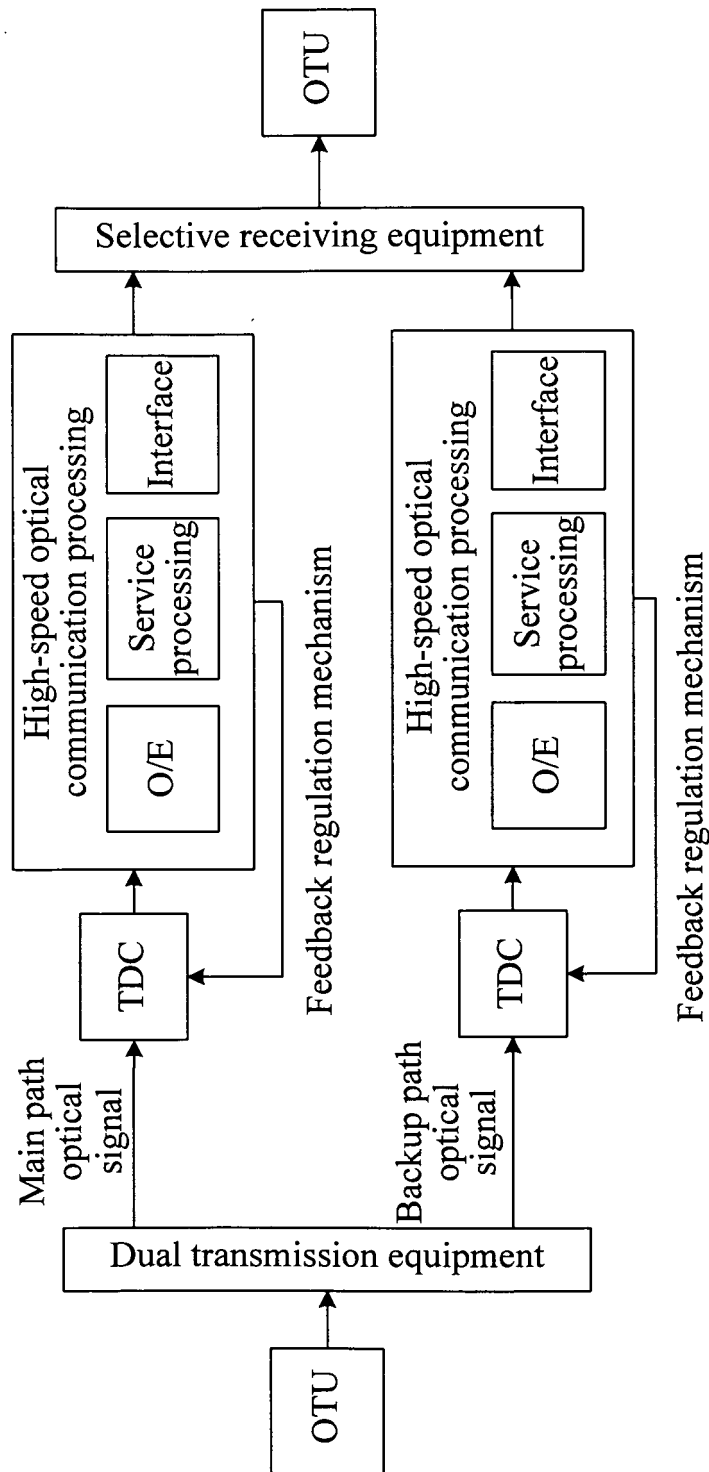 OTU
Dual transmission equipment
Main path
optical
signal
TDC
High-speed optical
communication processing
O/E
Service
processing
Interface
Feedback regulation mechanism
Backup path
optical
signal
TDC
High-speed optical
communication processing
O/E
Service
processing
Interface
Feedback regulation mechanism
Selective receiving equipment
OTU